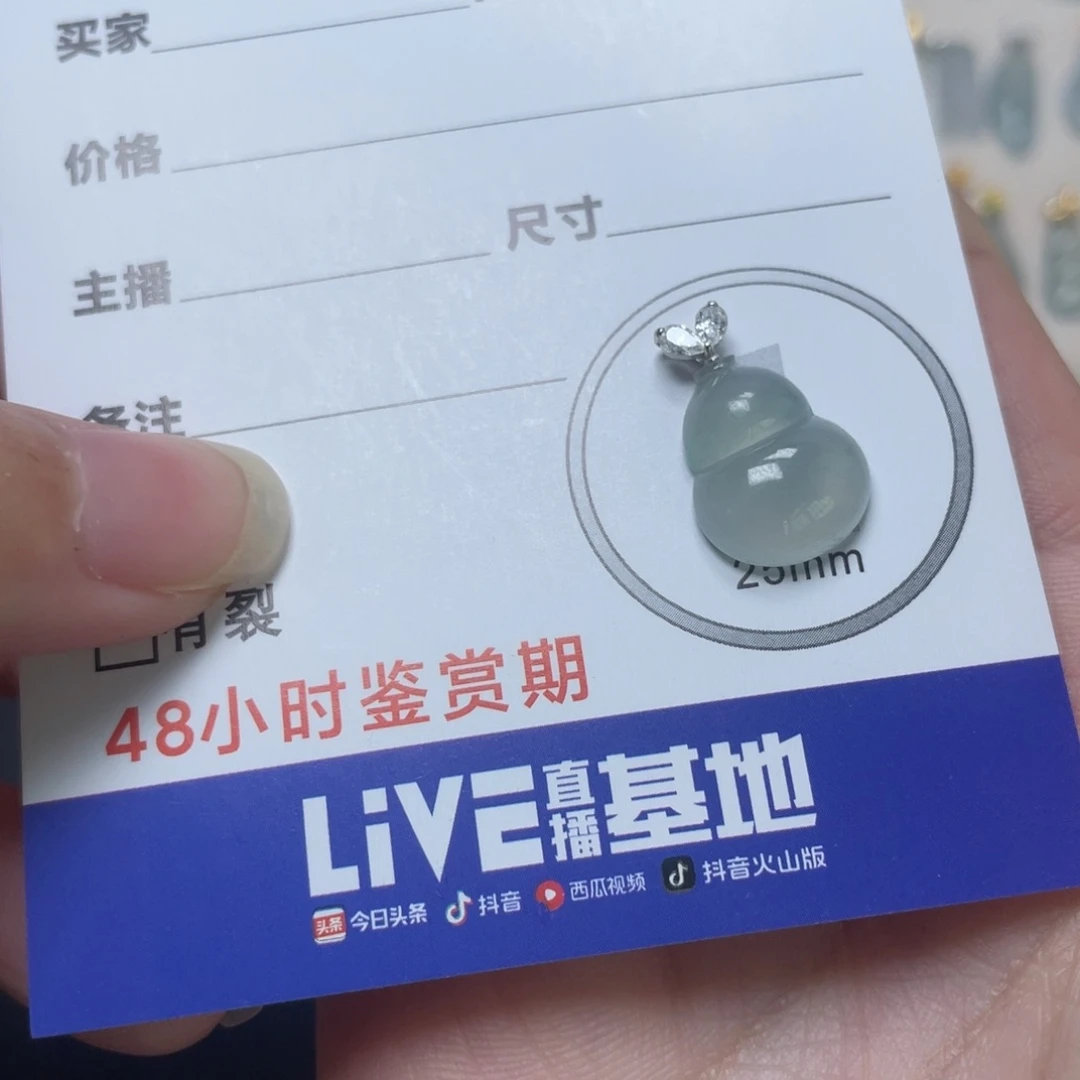 买家
价格
主播 尺寸
备注
25mm
有裂
48小时鉴赏期
LiVE直播基地
头条 今日头条 抖音 西瓜视频 抖音火山版